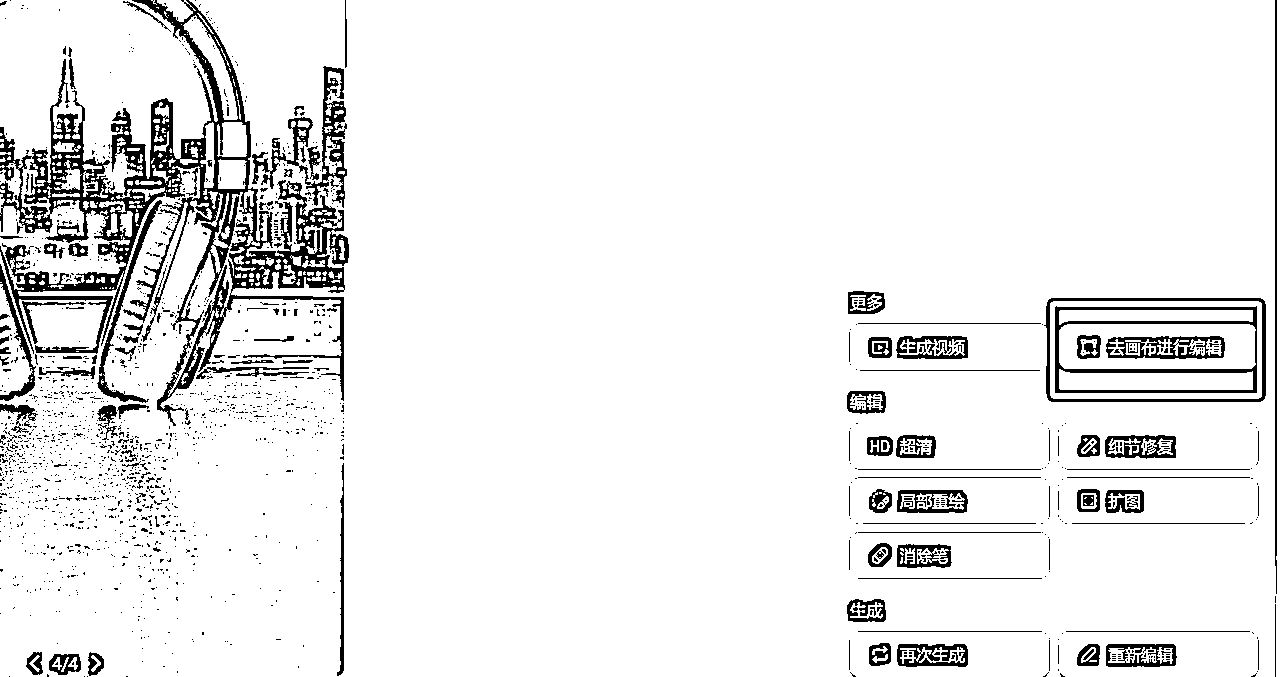 更多
生成视频
去画布进行编辑
编辑
HD 超清
细节修复
局部重绘
扩图
消除笔
生成
再次生成
重新编辑
4/4